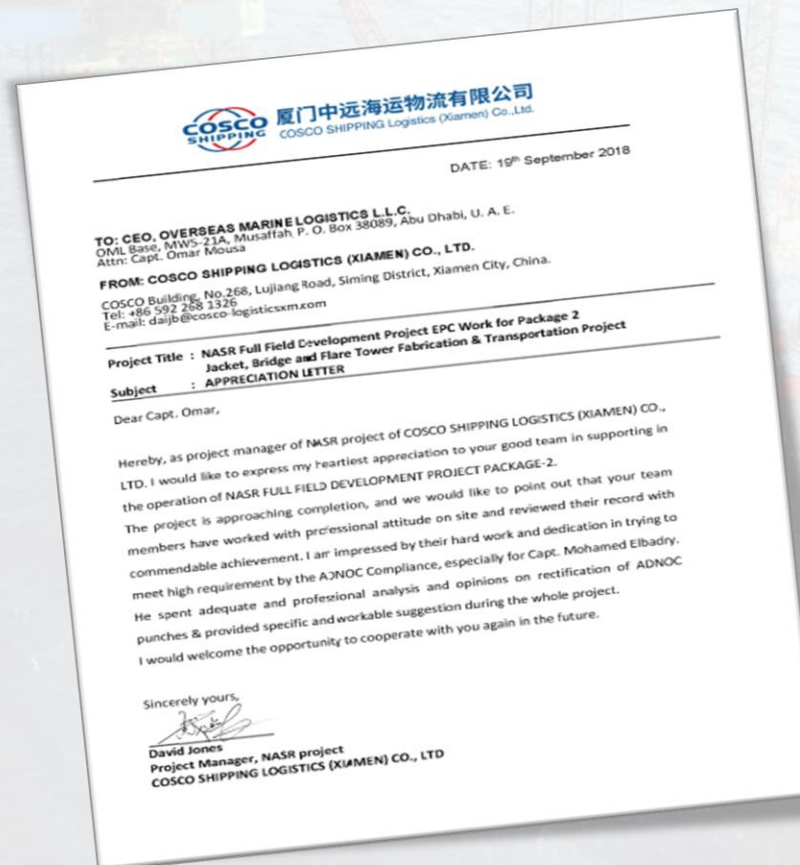 COSCO
SHIPPING
厦门中远海运物流有限公司
COSCO SHIPPING Logistics (Xiamen) Co.,Ltd.
DATE: 19th September 2018
TO: CEO, OVERSEAS MARINE LOGISTICS L.L.C.
OML Base, MW5-21A, Musaffah, P. O. Box 38089, Abu Dhabi, U. A. E.
Attn: Capt. Omar Mousa
FROM: COSCO SHIPPING LOGISTICS (XIAMEN) CO., LTD.
COSCO Building, No.268, Lujiang Road, Siming District, Xiamen City, China.
Tel: +86 592 268 1326
E-mail: daijb@cosco-logisticsxm.com
Project Title : NASR Full Field Development Project EPC Work for Package 2
Jacket, Bridge and Flare Tower Fabrication & Transportation Project
Subject : APPRECIATION LETTER
Dear Capt. Omar,
Hereby, as project manager of NASR project of COSCO SHIPPING LOGISTICS (XIAMEN) CO.,
LTD. I would like to express my heartiest appreciation to your good team in supporting in
the operation of NASR FULL FIELD DEVELOPMENT PROJECT PACKAGE-2.
The project is approaching completion, and we would like to point out that your team
members have worked with professional attitude on site and reviewed their record with
commendable achievement. I am impressed by their hard work and dedication in trying to
meet high requirement by the ADNOC Compliance, especially for Capt. Mohamed Elbadry.
He spent adequate and professional analysis and opinions on rectification of ADNOC
punches & provided specific and workable suggestion during the whole project.
I would welcome the opportunity to cooperate with you again in the future.
Sincerely yours,
David Jones
Project Manager, NASR project
COSCO SHIPPING LOGISTICS (XIAMEN) CO., LTD